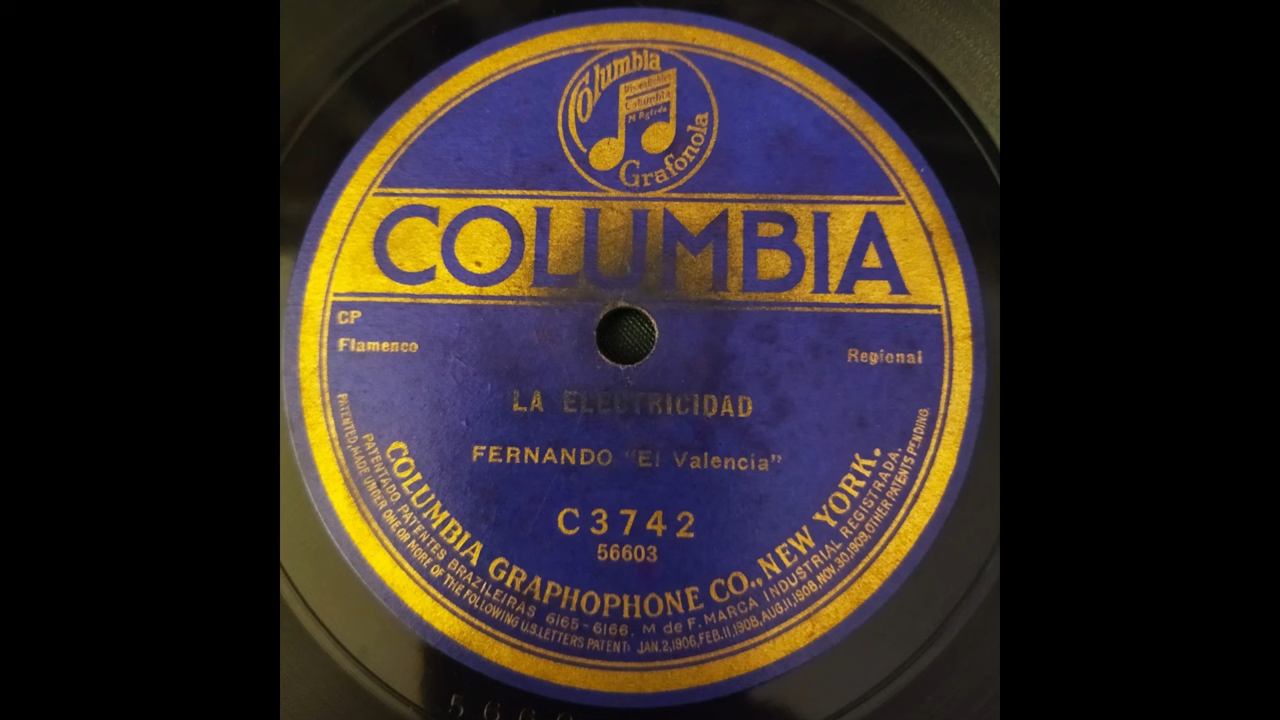 Columbia
Columbia
Grafonola
COLUMBIA
CP
Flamenco
Regional
LA ELECTRICIDAD
FERNANDO "El Valencia"
C3742
56603
COLUMBIA GRAPHOPHONE CO., NEW YORK.
PATENTADO, PATENTES BRAZILEIRAS 6165-6166, M de F. MARCA INDUSTRIAL REGISTRADA.
PATENTED, MADE UNDER ONE OR MORE OF THE FOLLOWING U.S. LETTERS PATENT: JAN.2,1906, FEB.11,1908, AUG.11,1908, NOV.30,1909, OTHER PATENTS PENDING.